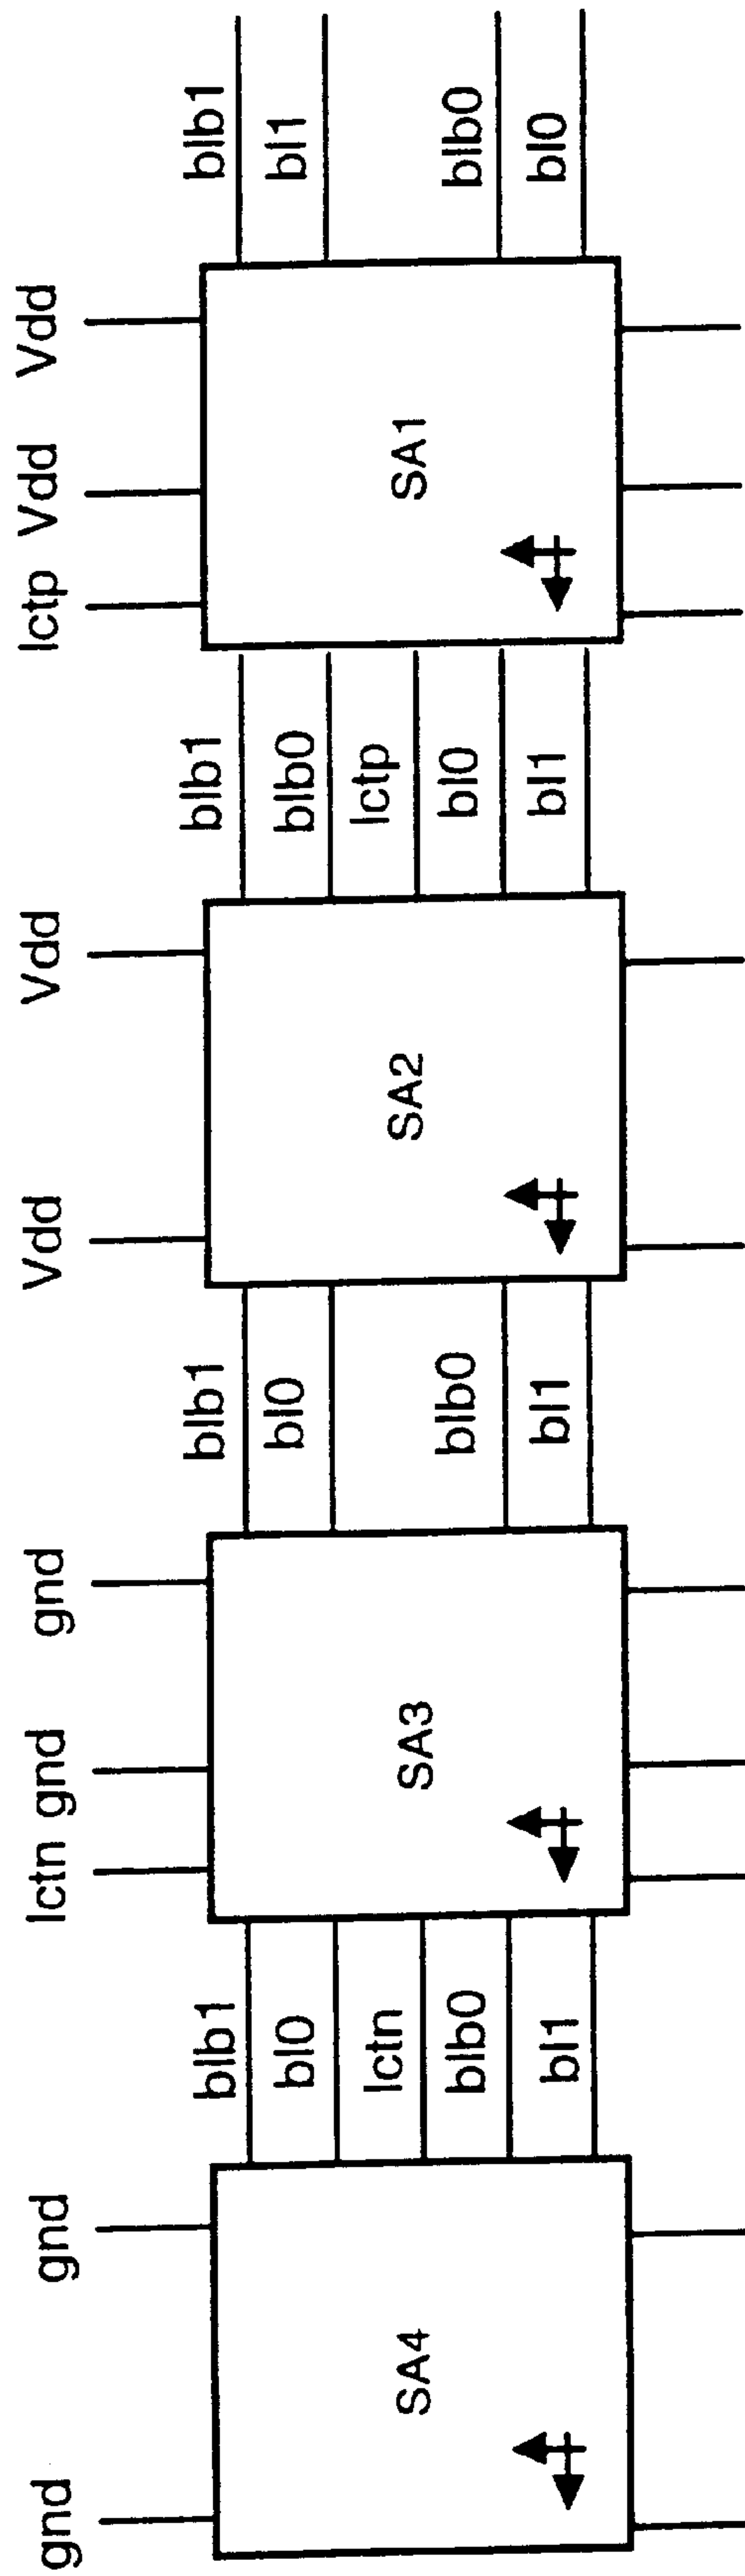 gnd gnd lctn gnd gnd Vdd Vdd lctp Vdd Vdd
blb1 blb1 blb1 blb1
bl0 bl0 blb0 bl1
lctn lctp
SA4 SA3 SA2 SA1
blb0 blb0 bl0 blb0
bl1 bl1 bl1 bl0